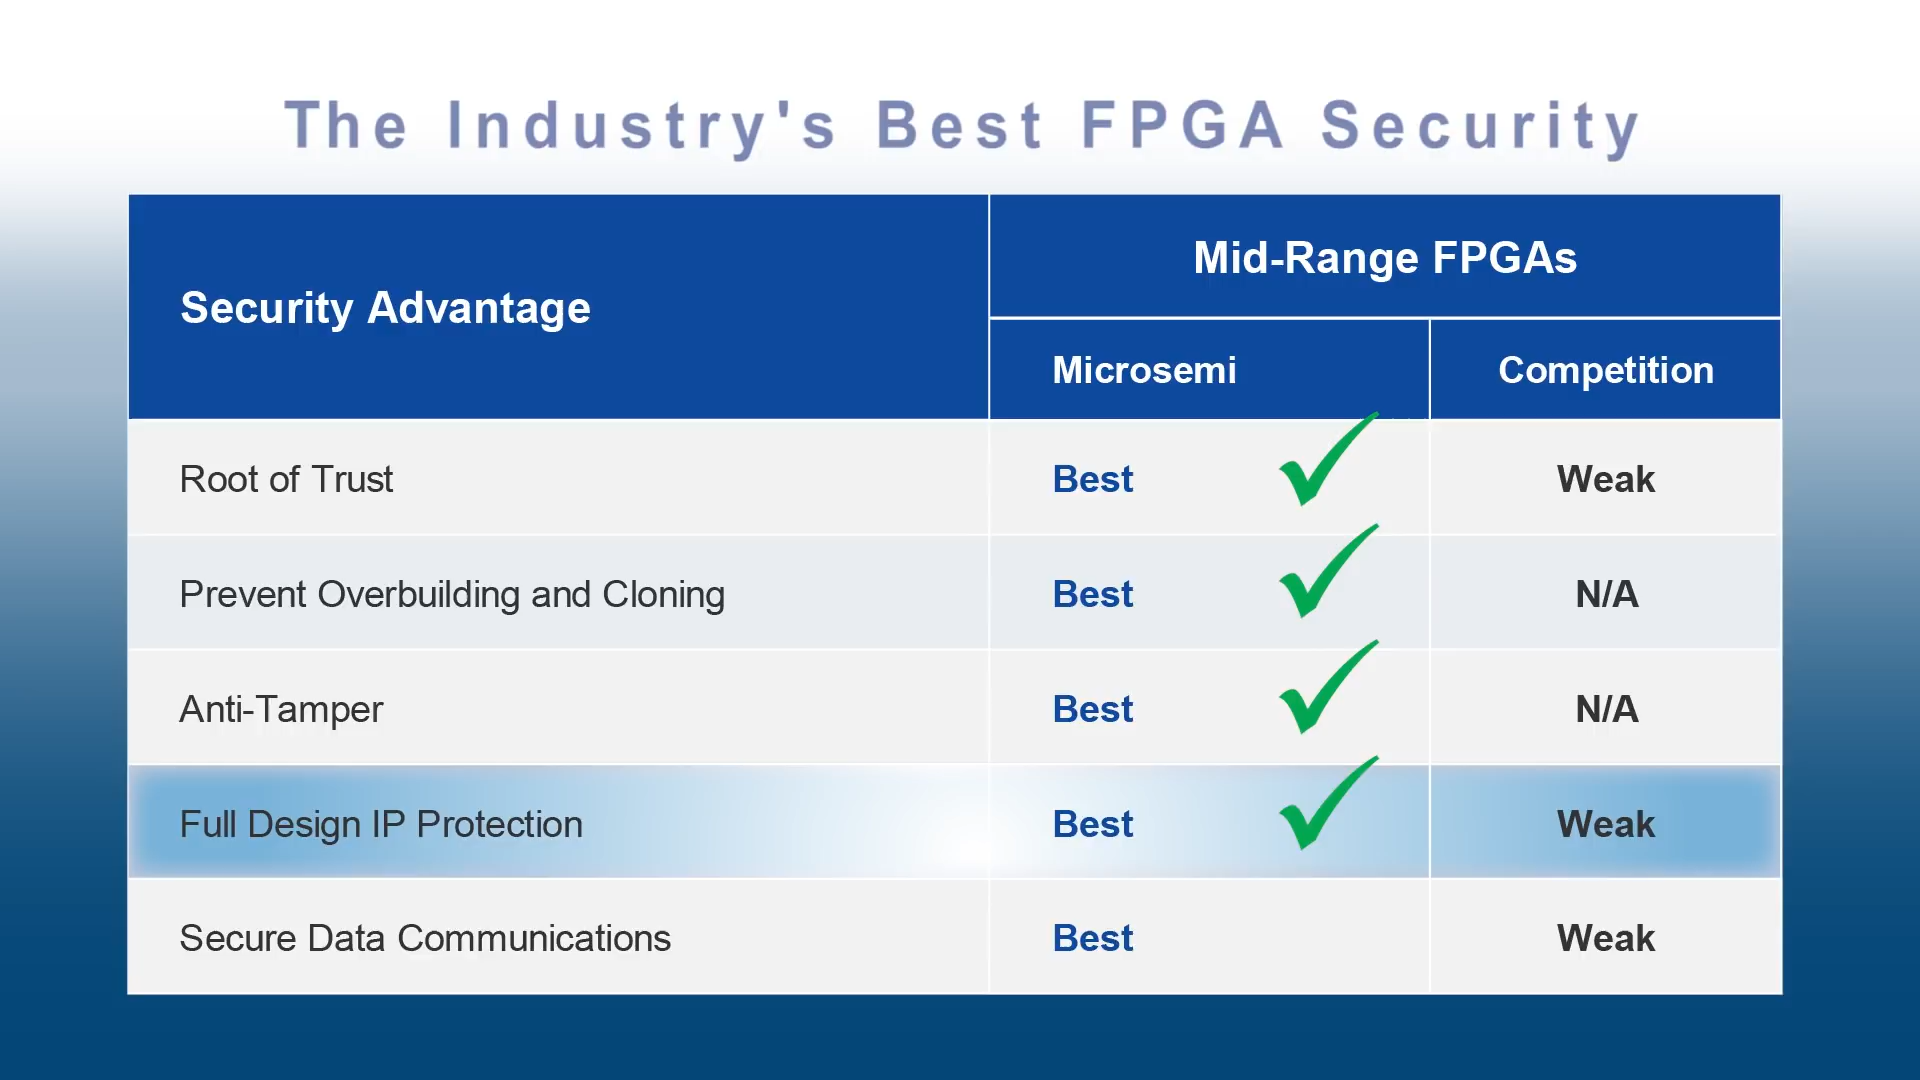 The Industry's Best FPGA Security
Security Advantage
Mid-Range FPGAs
Microsemi
Competition
Root of Trust
Best
Weak
Prevent Overbuilding and Cloning
Best
N/A
Anti-Tamper
Best
N/A
Full Design IP Protection
Best
Weak
Secure Data Communications
Best
Weak